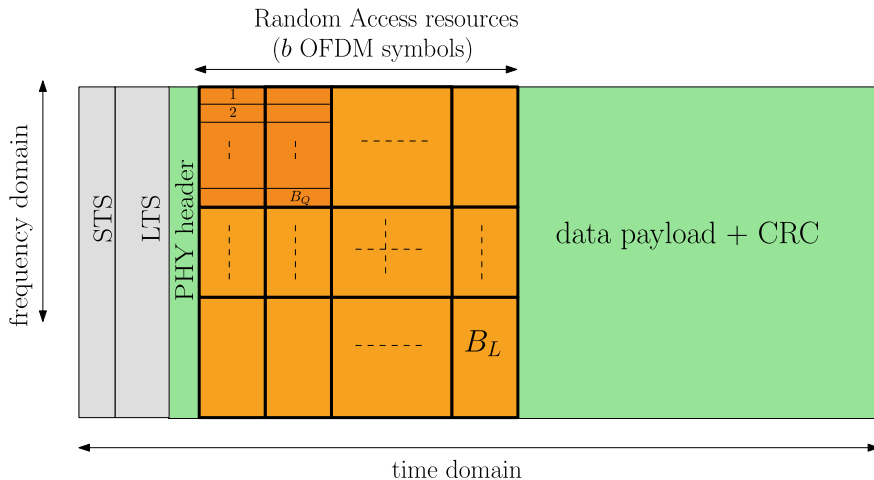 Random Access resources
(b OFDM symbols)
frequency domain
STS
LTS
PHY header
1
2
B_Q
B_L
data payload + CRC
time domain